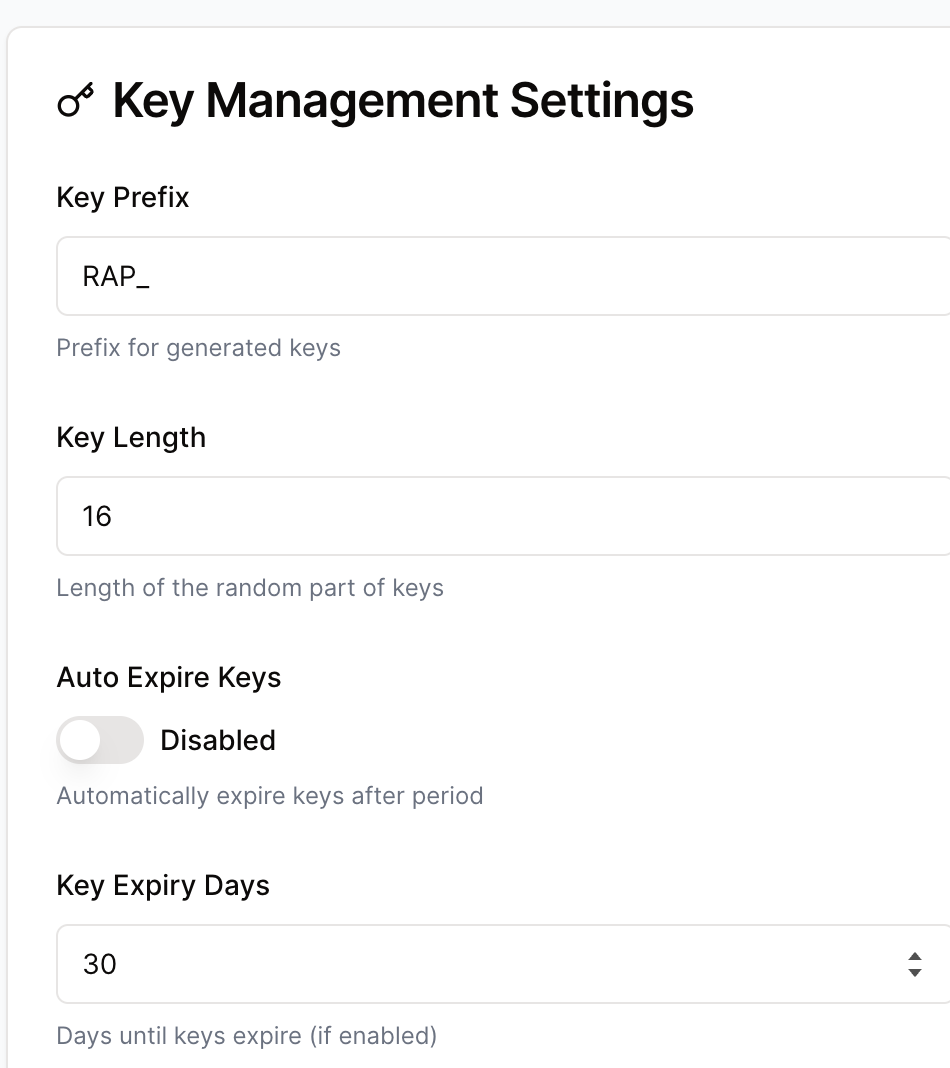 Key Management Settings
Key Prefix
RAP_
Prefix for generated keys
Key Length
16
Length of the random part of keys
Auto Expire Keys
Disabled
Automatically expire keys after period
Key Expiry Days
30
Days until keys expire (if enabled)